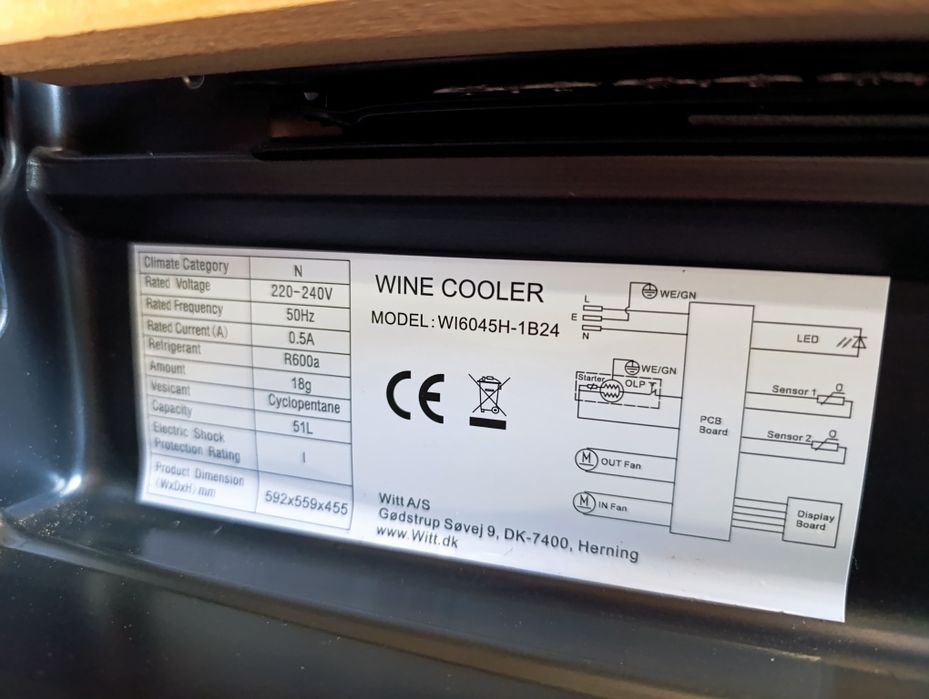 Climate Category N
Rated Voltage 220-240V
Rated Frequency 50Hz
Rated Current (A) 0.5A
Refrigerant R600a
Amount 18g
Vesicant Cyclopentane
Capacity 51L
Electric Shock
Protection Rating I
Product Dimension
(WxDxH) mm 592x559x455
WINE COOLER
MODEL: WI6045H-1B24
CE
Witt A/S
Gødstrup Søvej 9, DK-7400, Herning
www.Witt.dk
L
E
N
WE/GN
WE/GN
Starter
OLP
M OUT Fan
M IN Fan
PCB
Board
LED
Sensor 1
Sensor 2
Display
Board